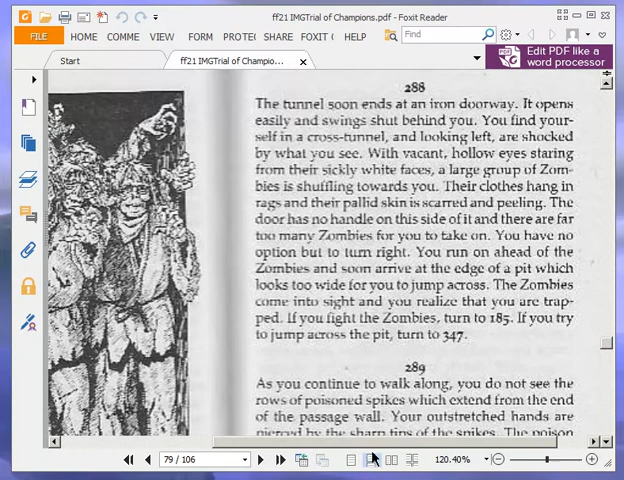 ff21 IMGTrial of Champions.pdf - Foxit Reader
FILE HOME COMME VIEW FORM PROTEC SHARE FOXIT C HELP Find
Start ff21 IMGTrial of Champio... Edit PDF like a
word processor
288
The tunnel soon ends at an iron doorway. It opens
easily and swings shut behind you. You find your-
self in a cross-tunnel, and looking left, are shocked
by what you see. With vacant, hollow eyes staring
from their sickly white faces, a large group of Zom-
bies is shuffling towards you. Their clothes hang in
rags and their pallid skin is scarred and peeling. The
door has no handle on this side of it and there are far
too many Zombies for you to take on. You have no
option but to turn right. You run on ahead of the
Zombies and soon arrive at the edge of a pit which
looks too wide for you to jump across. The Zombies
come into sight and you realize that you are trap-
ped. If you fight the Zombies, turn to 185. If you try
to jump across the pit, turn to 347.
289
As you continue to walk along, you do not see the
rows of poisoned spikes which extend from the end
of the passage wall. Your outstretched hands are
pierced by the sharp tips of the spikes. The poison
79 / 106 120.40%